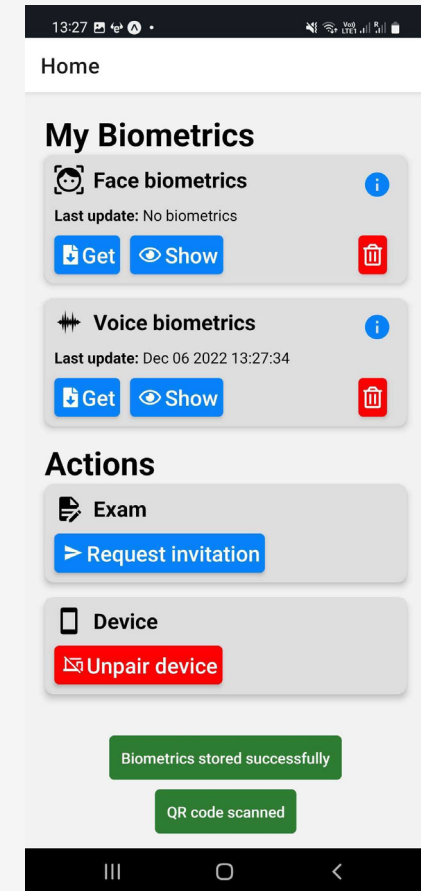 13:27
Home
My Biometrics
Face biometrics
Last update: No biometrics
Get Show
Voice biometrics
Last update: Dec 06 2022 13:27:34
Get Show
Actions
Exam
Request invitation
Device
Unpair device
Biometrics stored successfully
QR code scanned